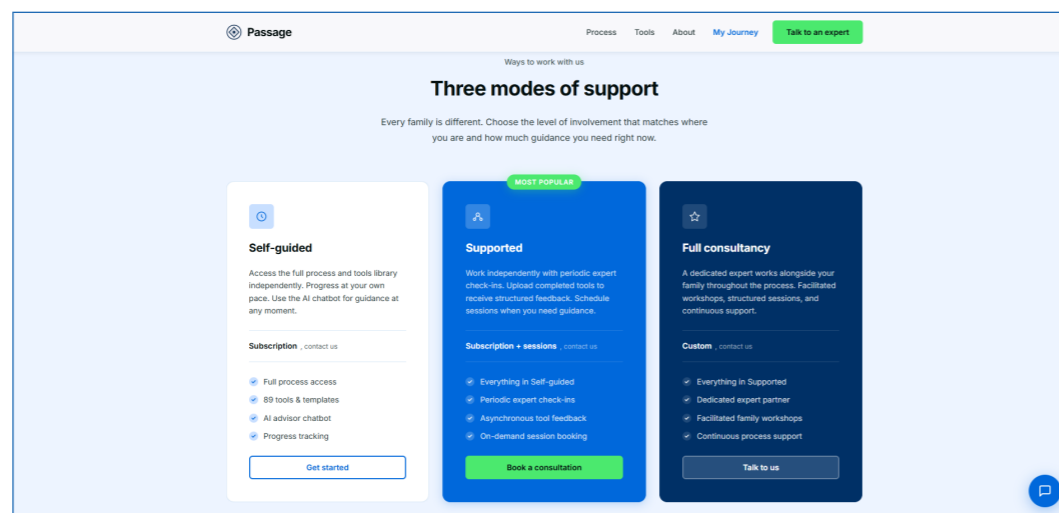 Passage
Process
Tools
About
My Journey
Talk to an expert
Ways to work with us
Three modes of support
Every family is different. Choose the level of involvement that matches where
you are and how much guidance you need right now.
Self-guided
Access the full process and tools library
independently. Progress at your own
pace. Use the AI chatbot for guidance at
any moment.
Subscription , contact us
Full process access
89 tools & templates
AI advisor chatbot
Progress tracking
Get started
MOST POPULAR
Supported
Work independently with periodic expert
check-ins. Upload completed tools to
receive structured feedback. Schedule
sessions when you need guidance.
Subscription + sessions , contact us
Everything in Self-guided
Periodic expert check-ins
Asynchronous tool feedback
On-demand session booking
Book a consultation
Full consultancy
A dedicated expert works alongside your
family throughout the process. Facilitated
workshops, structured sessions, and
continuous support.
Custom , contact us
Everything in Supported
Dedicated expert partner
Facilitated family workshops
Continuous process support
Talk to us